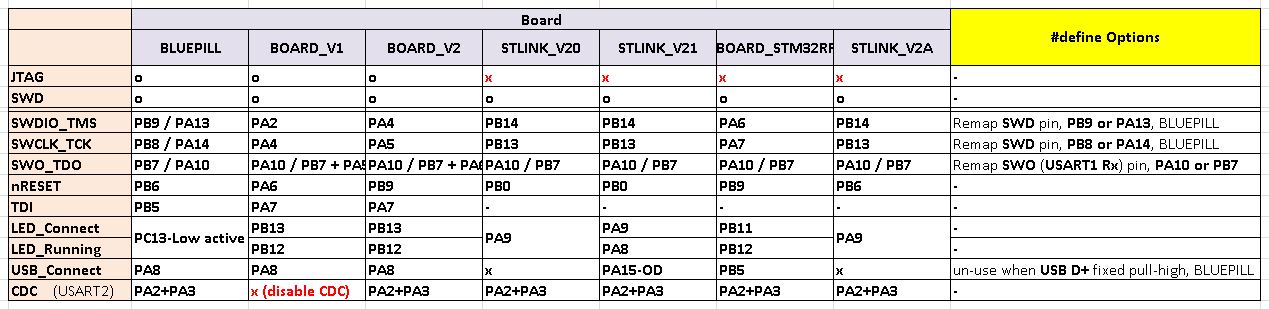 Board
BLUEPILL BOARD_V1 BOARD_V2 STLINK_V20 STLINK_V21 BOARD_STM32RF STLINK_V2A #define Options
JTAG o o o x x x x -
SWD o o o o o o o -
SWDIO_TMS PB9 / PA13 PA2 PA4 PB14 PB14 PA6 PB14 Remap SWD pin, PB9 or PA13, BLUEPILL
SWCLK_TCK PB8 / PA14 PA4 PA5 PB13 PB13 PA7 PB13 Remap SWD pin, PB8 or PA14, BLUEPILL
SWO_TDO PB7 / PA10 PA10 / PB7 + PA5 PA10 / PB7 + PA6 PA10 / PB7 PA10 / PB7 PA10 / PB7 PA10 / PB7 Remap SWO (USART1 Rx) pin, PA10 or PB7
nRESET PB6 PA6 PB9 PB0 PB0 PB9 PB6 -
TDI PB5 PA7 PA7 - - - - -
LED_Connect PC13-Low active PB13 PB13 PA9 PA9 PB11 PA9 -
LED_Running PB12 PB12 PA8 PB12 -
USB_Connect PA8 PA8 PA8 x PA15-OD PB5 x un-use when USB D+ fixed pull-high, BLUEPILL
CDC (USART2) PA2+PA3 x (disable CDC) PA2+PA3 PA2+PA3 PA2+PA3 PA2+PA3 PA2+PA3 -